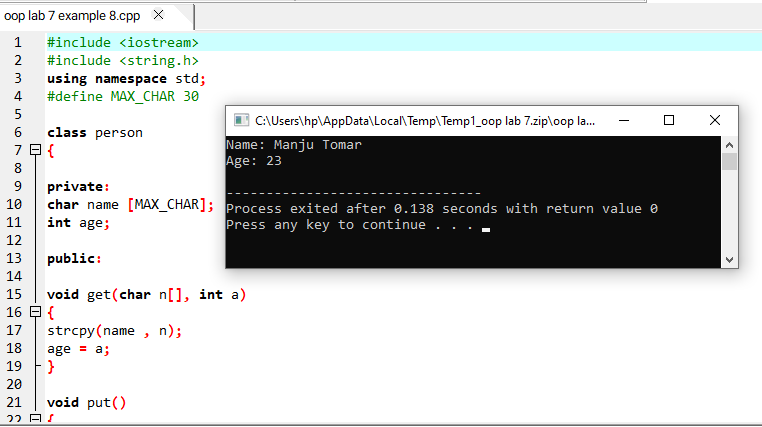 oop lab 7 example 8.cpp
1 #include <iostream>
2 #include <string.h>
3 using namespace std;
4 #define MAX_CHAR 30
5
6 class person
7 {
8
9 private:
10 char name [MAX_CHAR];
11 int age;
12
13 public:
14
15 void get(char n[], int a)
16 {
17 strcpy(name , n);
18 age = a;
19 }
20
21 void put()
22 {
C:\Users\hp\AppData\Local\Temp\Temp1_oop lab 7.zip\oop la...
Name: Manju Tomar
Age: 23
--------------------------------
Process exited after 0.138 seconds with return value 0
Press any key to continue . . .